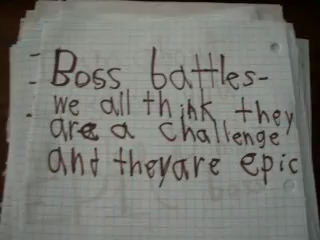 Boss battles-
we all think they
are a challenge
and theyare epic